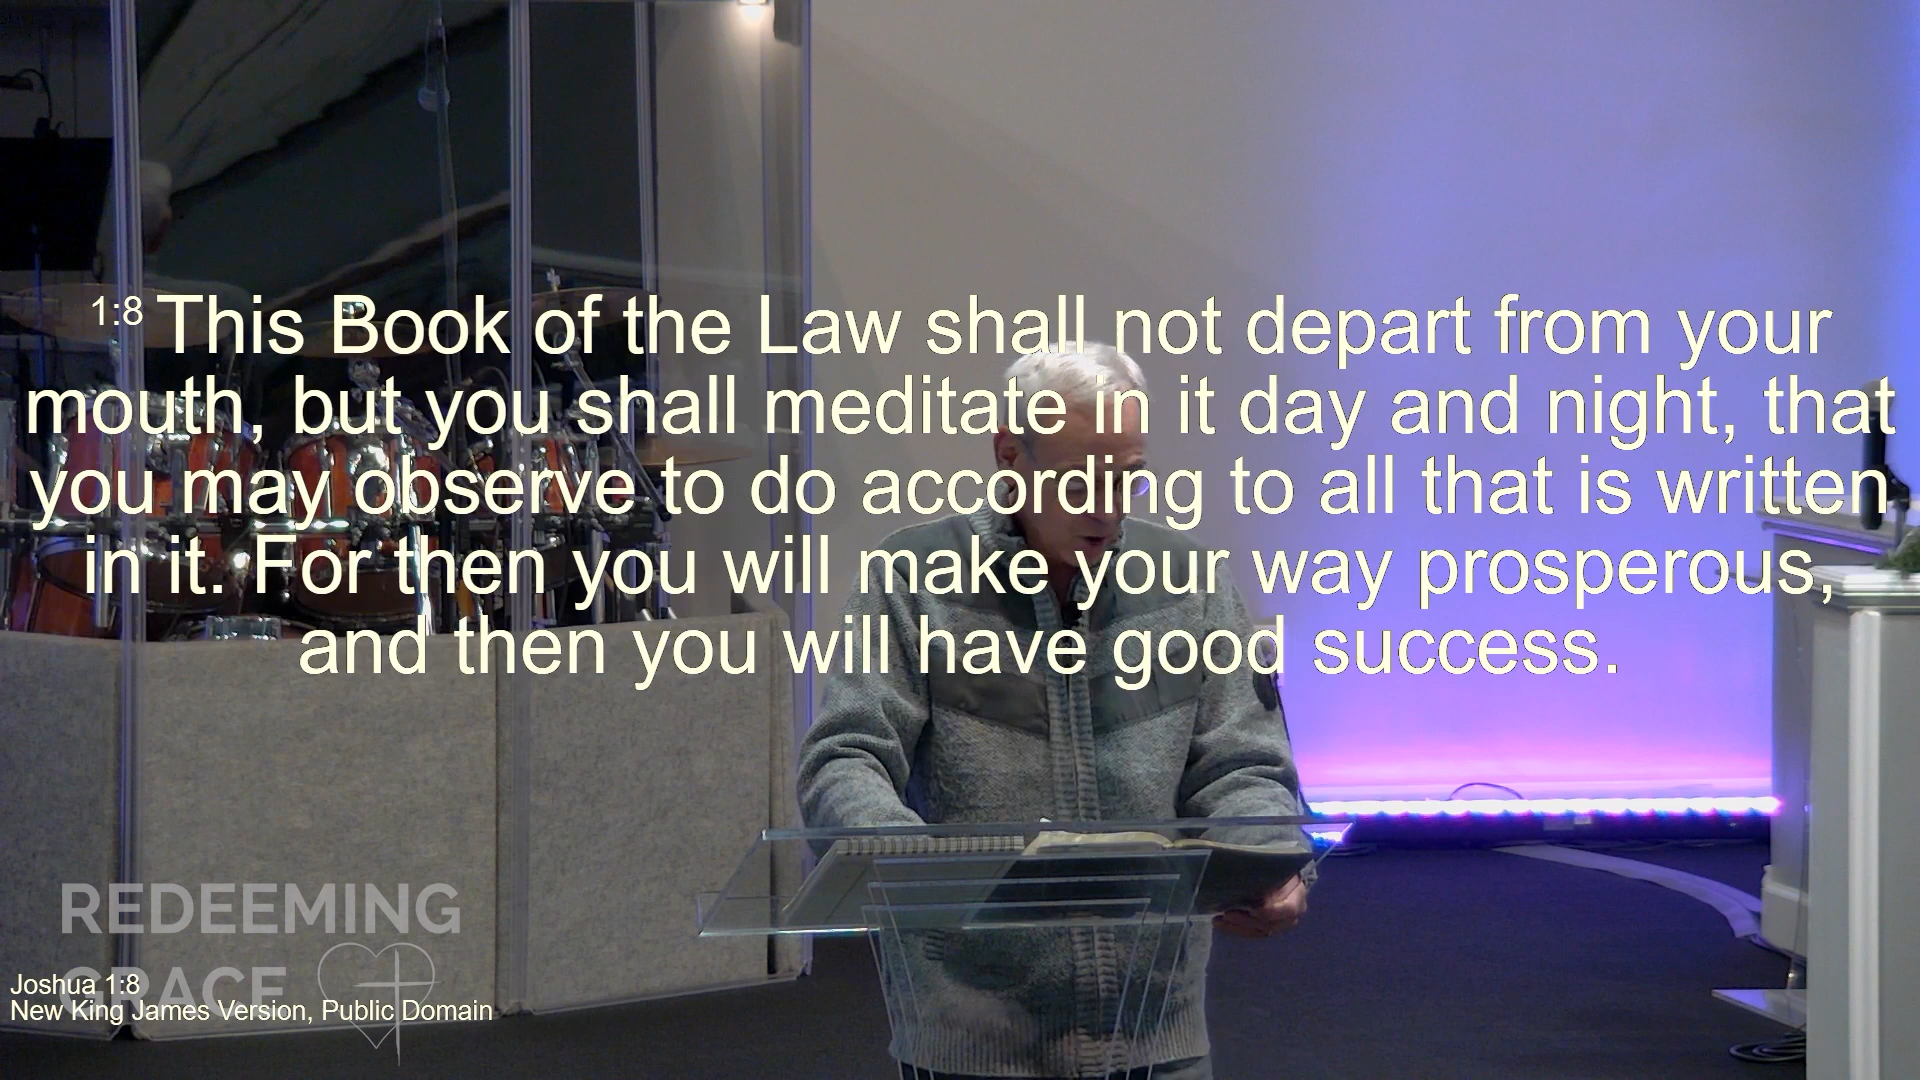 1:8 This Book of the Law shall not depart from your
mouth, but you shall meditate in it day and night, that
you may observe to do according to all that is written
in it. For then you will make your way prosperous,
and then you will have good success.
REDEEMING
GRACE
Joshua 1:8
New King James Version, Public Domain